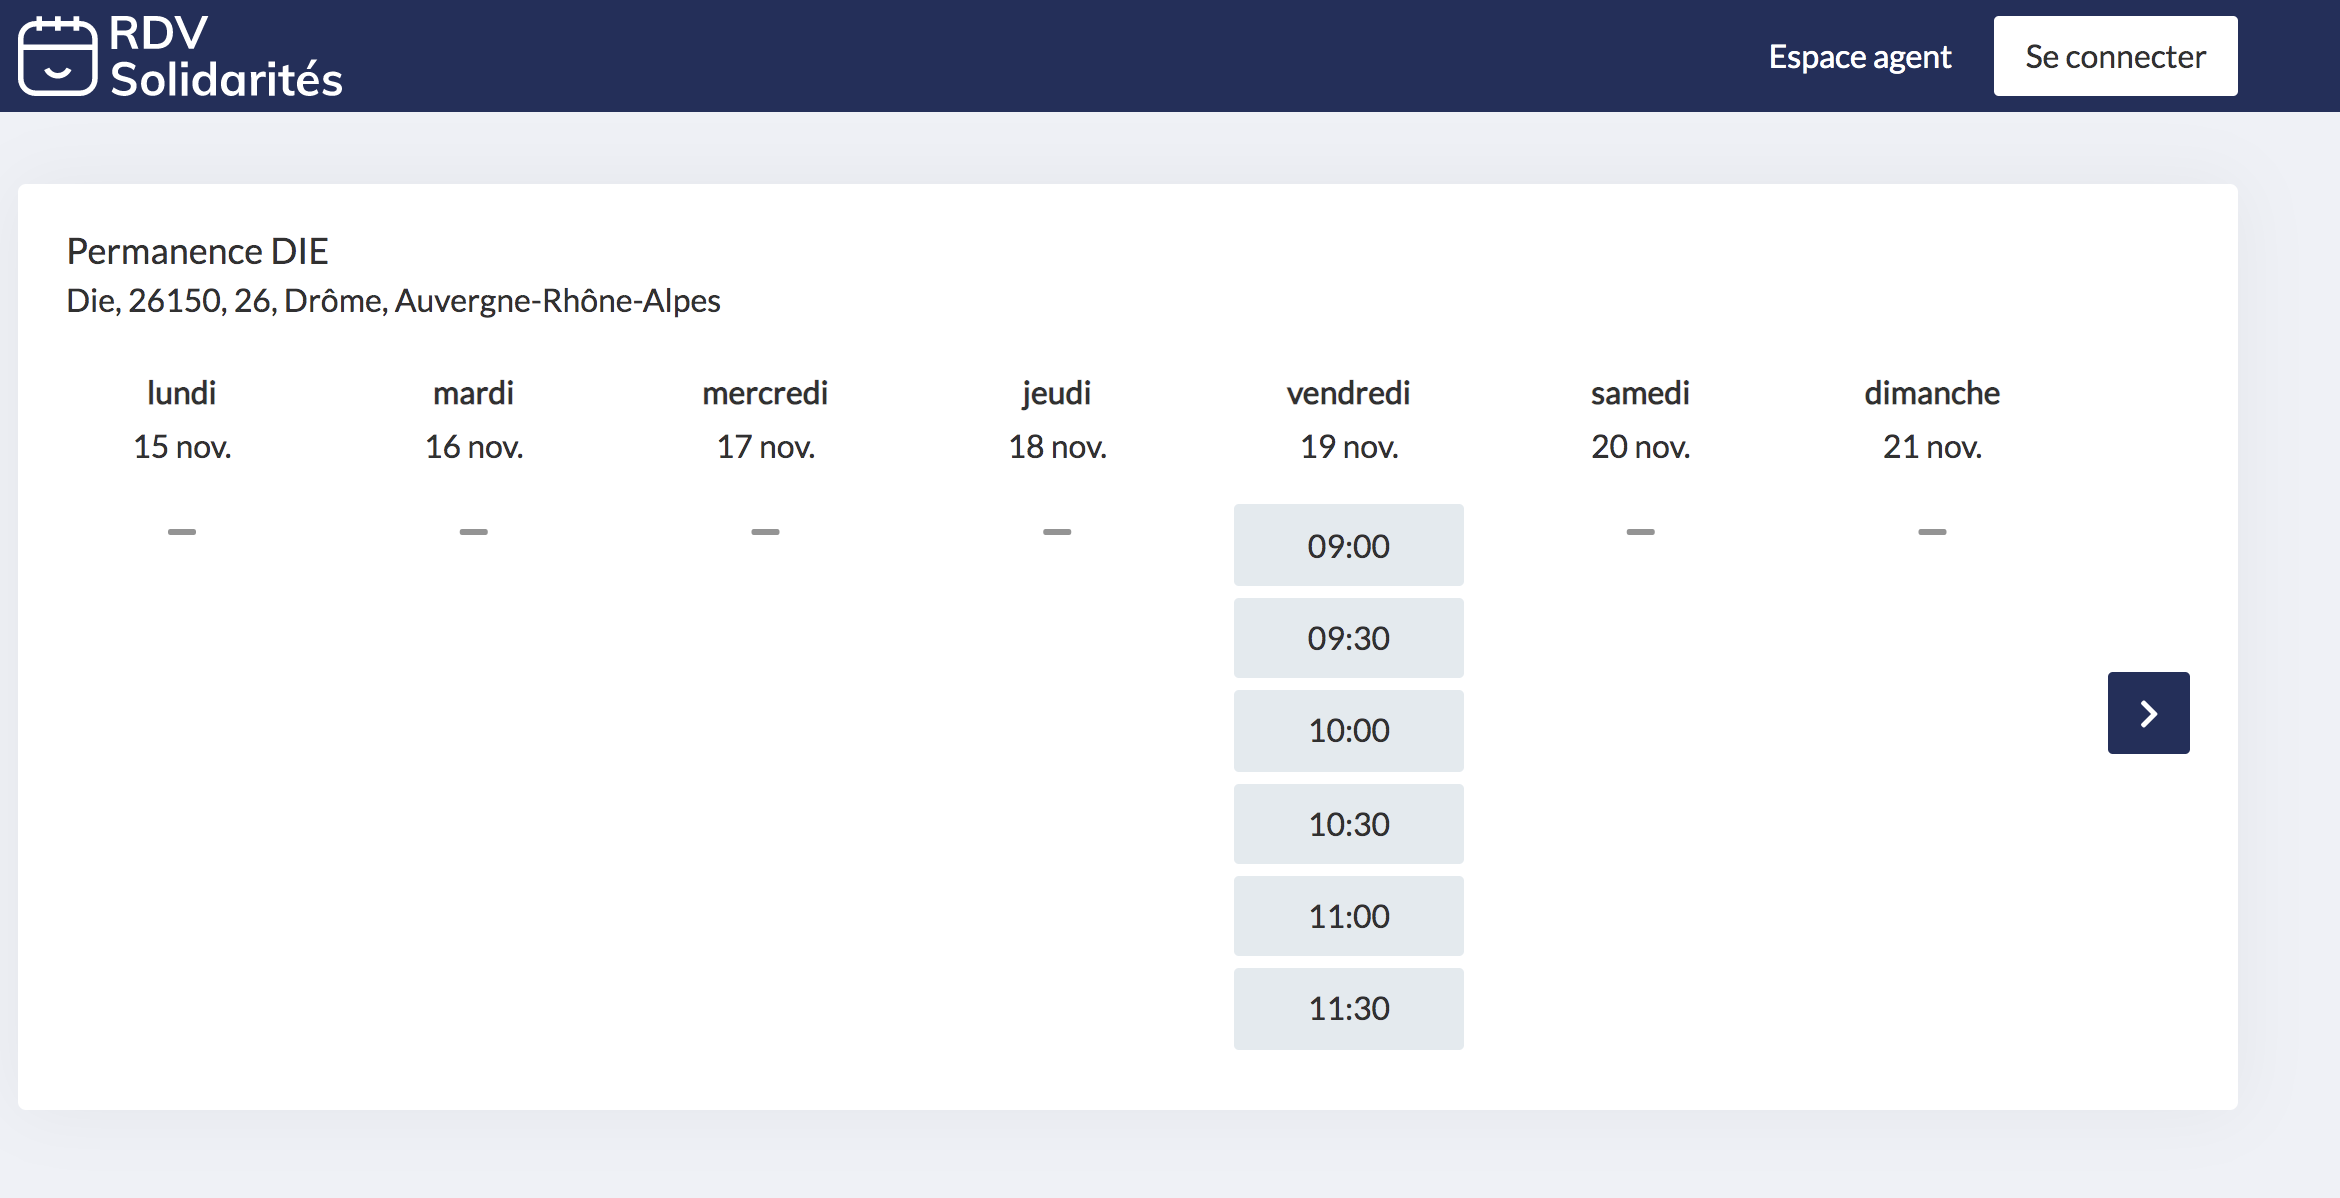 RDV
Solidarités
Espace agent
Se connecter
Permanence DIE
Die, 26150, 26, Drôme, Auvergne-Rhône-Alpes
lundi mardi mercredi jeudi vendredi samedi dimanche
15 nov. 16 nov. 17 nov. 18 nov. 19 nov. 20 nov. 21 nov.
09:00
09:30
10:00
10:30
11:00
11:30